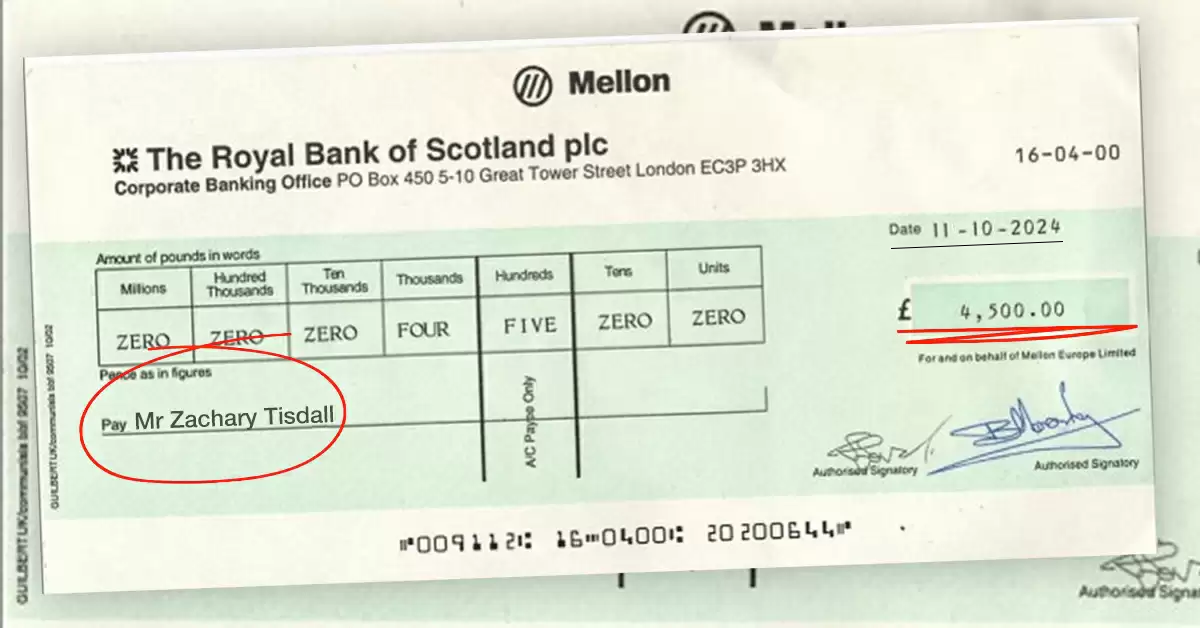 Mellon
The Royal Bank of Scotland plc
Corporate Banking Office PO Box 450 5-10 Great Tower Street London EC3P 3HX
16-04-00
Date 11-10-2024
Amount of pounds in words
Millions Hundred Thousands Ten Thousands Thousands Hundreds Tens Units
ZERO ZERO ZERO FOUR FIVE ZERO ZERO
£ 4,500.00
For and on behalf of Mellon Europe Limited
Pence as in figures
Pay Mr Zachary Tisdall
A/C Payee Only
Authorised Signatory
Authorised Signatory
009112 16 0400 20200644
10/02
Authorised